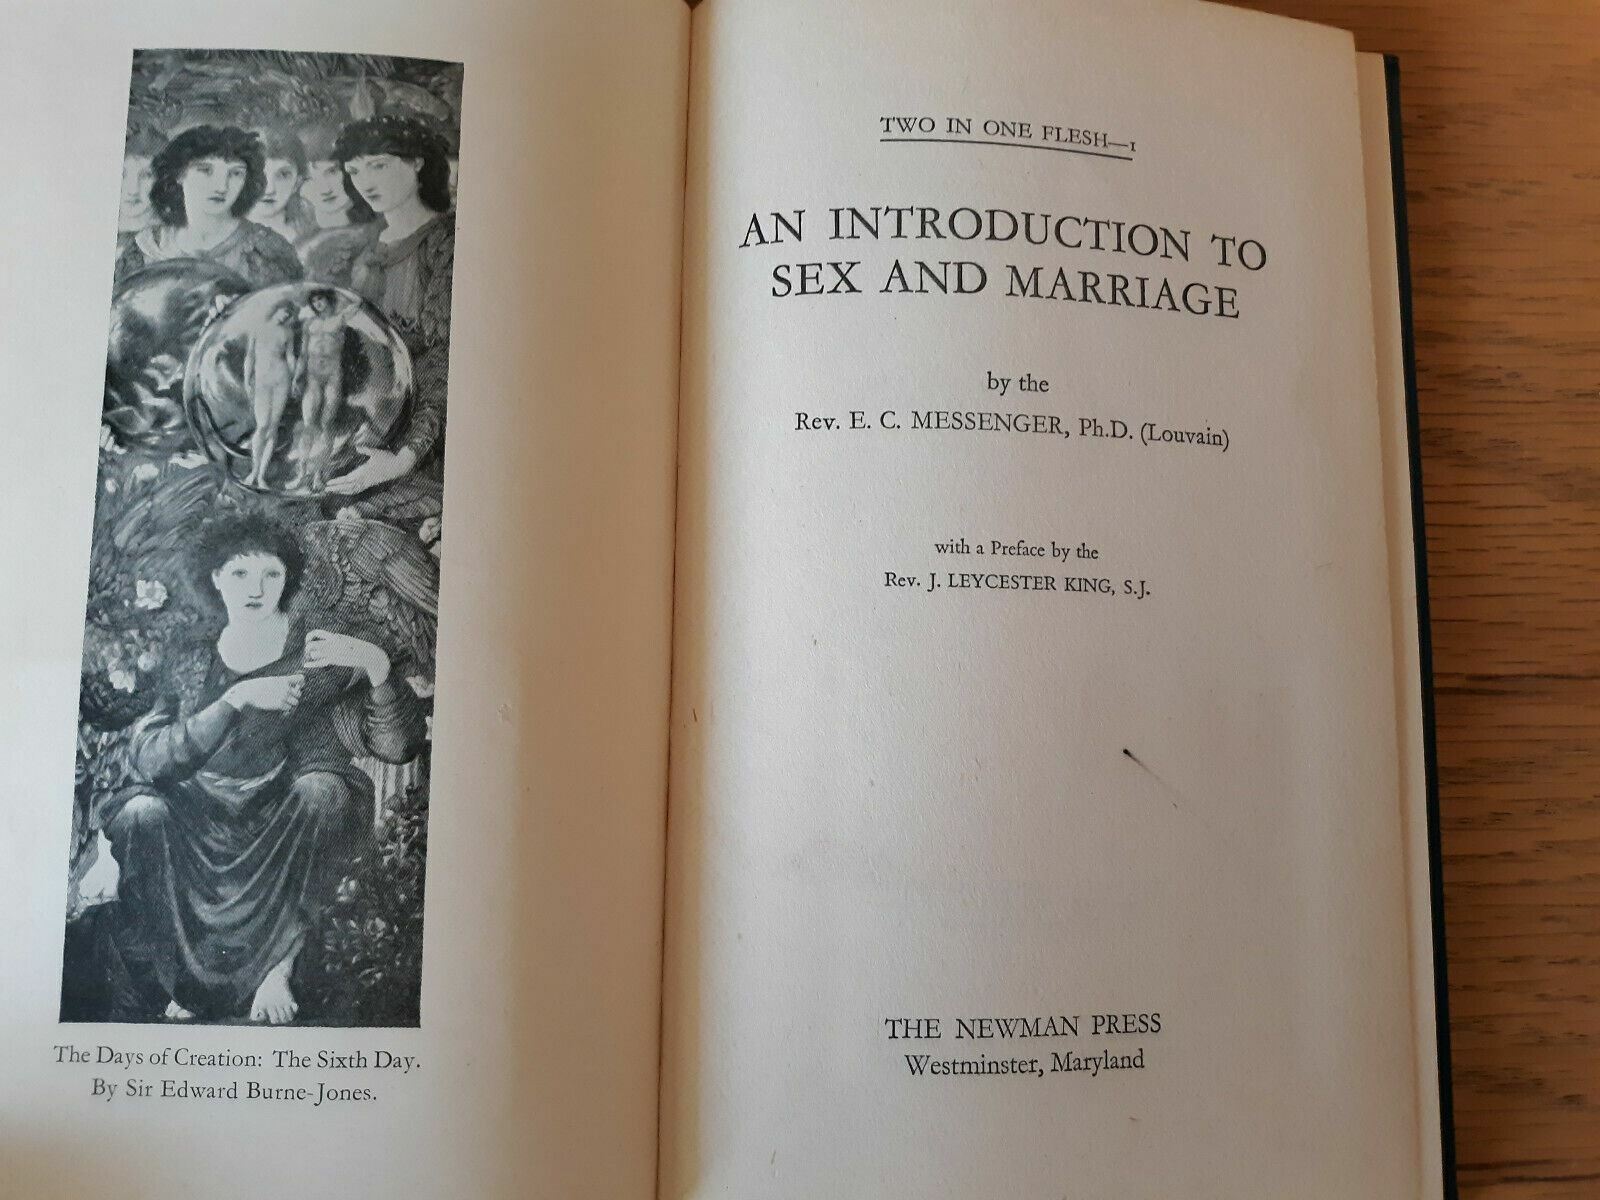 The Days of Creation: The Sixth Day.
By Sir Edward Burne-Jones.
TWO IN ONE FLESH—1
AN INTRODUCTION TO
SEX AND MARRIAGE
by the
Rev. E. C. MESSENGER, Ph.D. (Louvain)
with a Preface by the
Rev. J. LEYCESTER KING, S.J.
THE NEWMAN PRESS
Westminster, Maryland